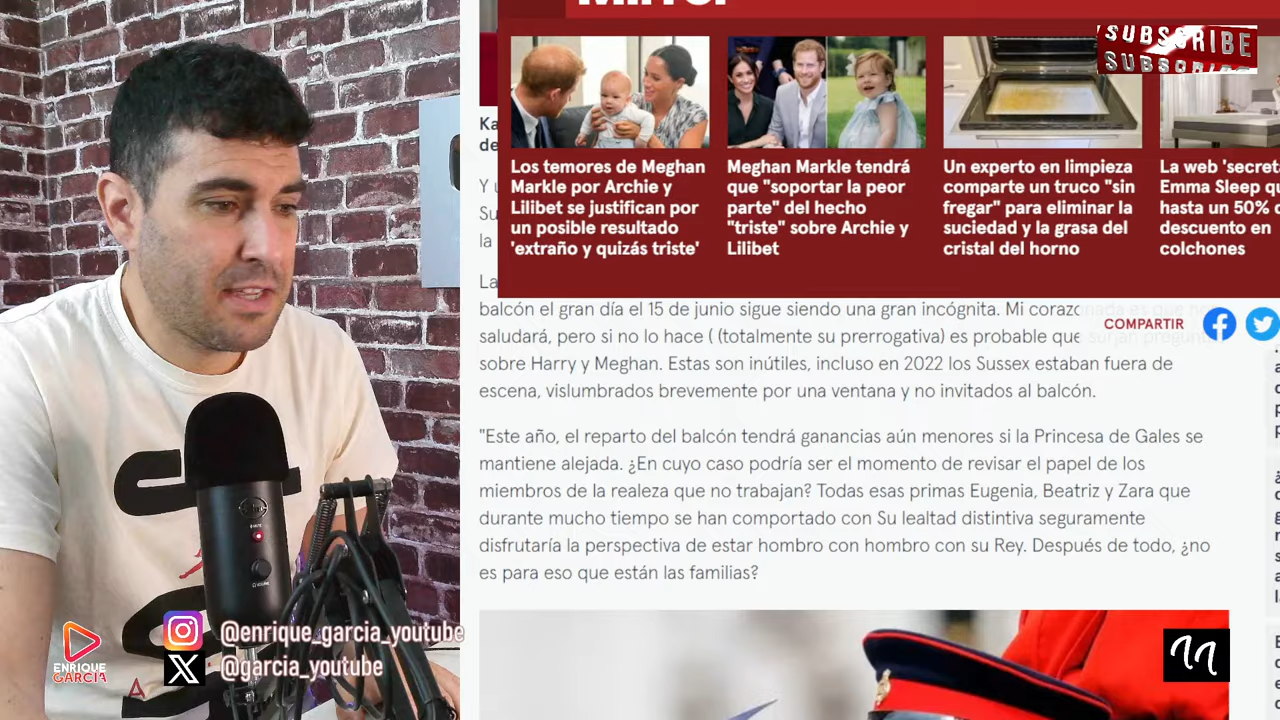 Mirror
SUBSCRIBE
SUBSCRIBE
Los temores de Meghan
Markle por Archie y
Lilibet se justifican por
un posible resultado
'extraño y quizás triste'
Meghan Markle tendrá
que "soportar la peor
parte" del hecho
"triste" sobre Archie y
Lilibet
Un experto en limpieza
comparte un truco "sin
fregar" para eliminar la
suciedad y la grasa del
cristal del horno
La web 'secret
Emma Sleep qu
hasta un 50% d
descuento en
colchones
Ka
de
Y u
Su
la
La
balcón el gran día el 15 de junio sigue siendo una gran incógnita. Mi corazo
saludará, pero si no lo hace ( (totalmente su prerrogativa) es probable que surjan pregunt
sobre Harry y Meghan. Estas son inútiles, incluso en 2022 los Sussex estaban fuera de
escena, vislumbrados brevemente por una ventana y no invitados al balcón.
COMPARTIR
"Este año, el reparto del balcón tendrá ganancias aún menores si la Princesa de Gales se
mantiene alejada. ¿En cuyo caso podría ser el momento de revisar el papel de los
miembros de la realeza que no trabajan? Todas esas primas Eugenia, Beatriz y Zara que
durante mucho tiempo se han comportado con Su lealtad distintiva seguramente
disfrutaría la perspectiva de estar hombro con hombro con su Rey. Después de todo, ¿no
es para eso que están las familias?
@enrique_garcia_youtube
@garcia_youtube
ENRIQUE
GARCIA